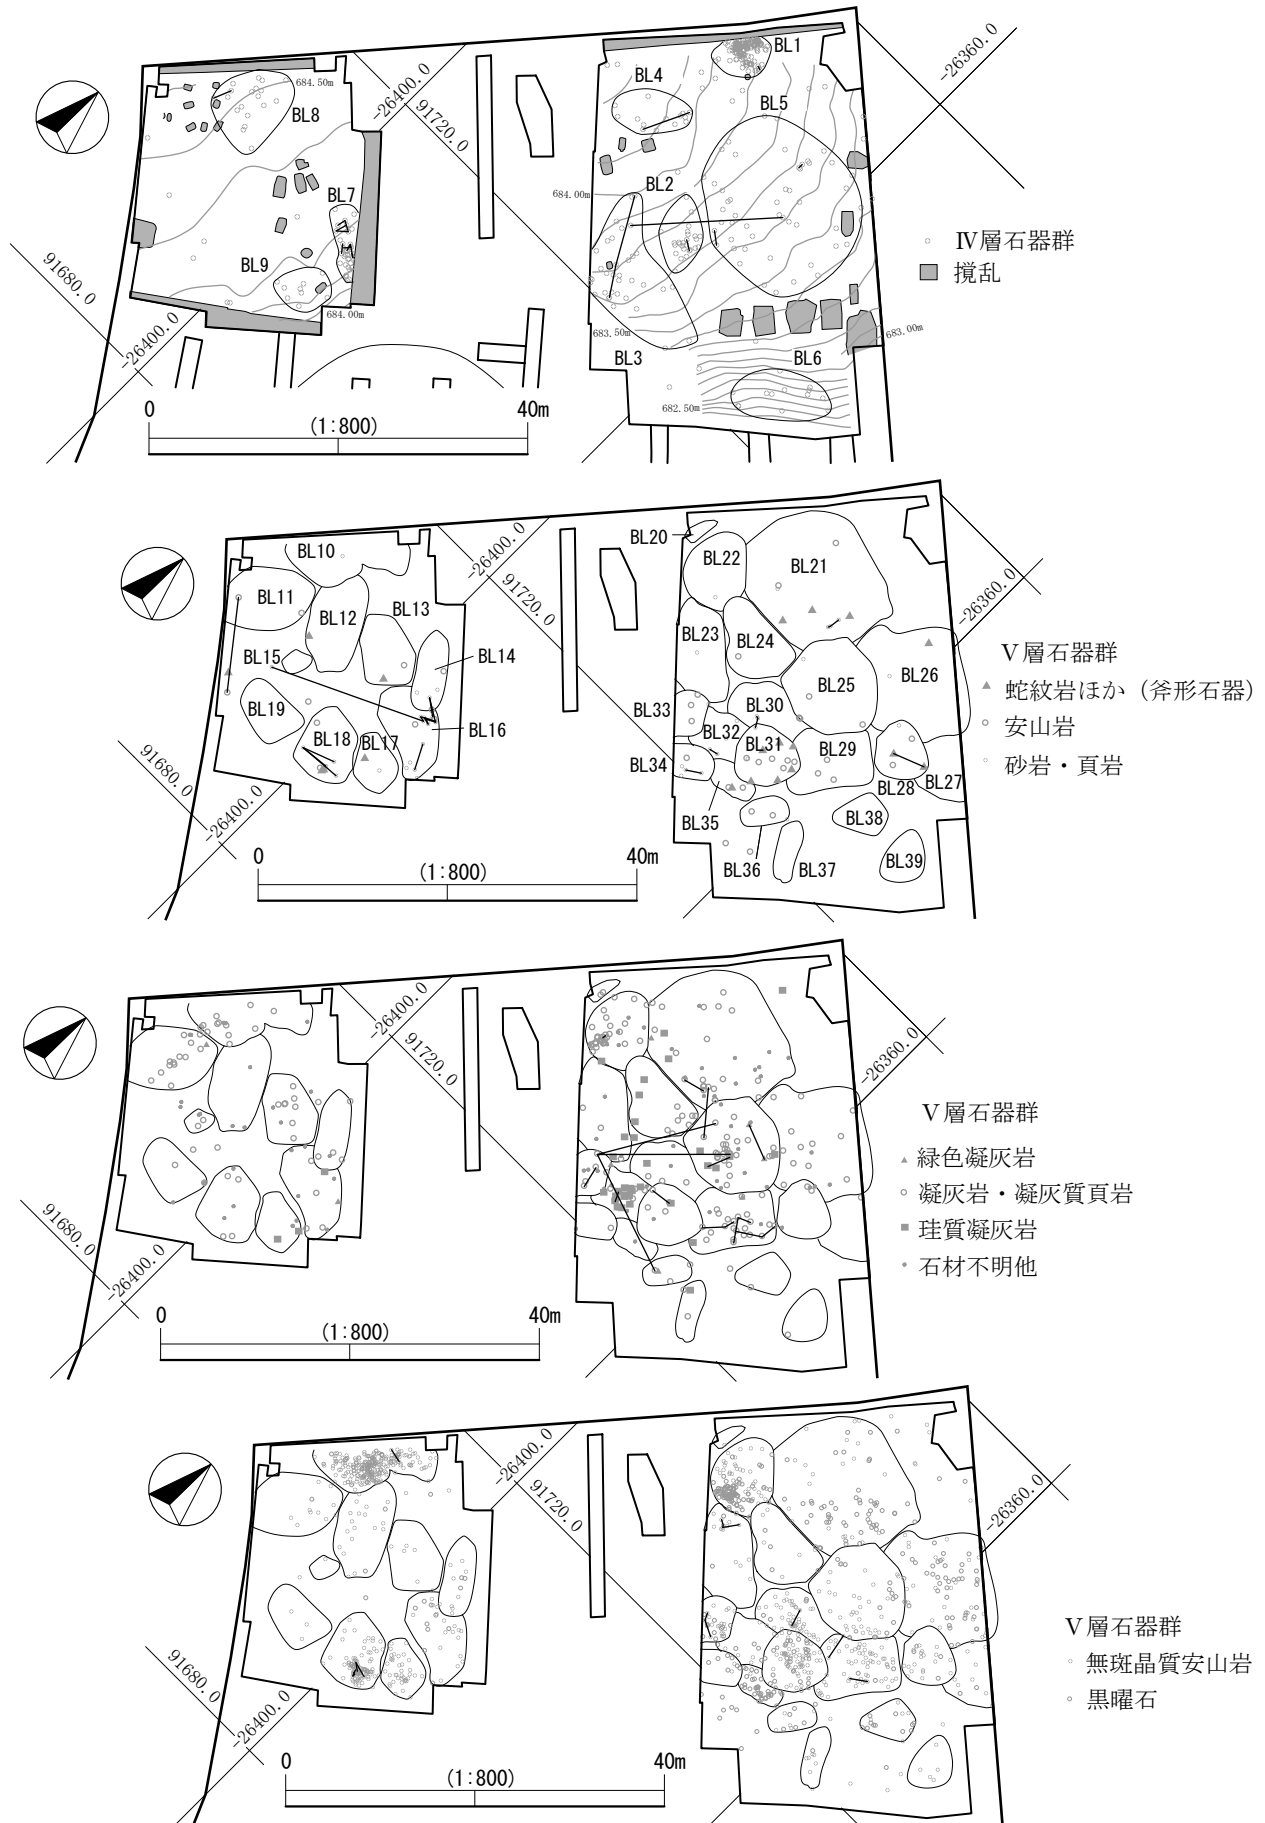 BL1
BL4
BL5
BL8
BL2
BL7
BL9
BL3
BL6
684.50m
684.00m
684.00m
683.50m
683.00m
682.50m
-26400.0
91720.0
-26360.0
91680.0
-26400.0
Ⅳ層石器群
撹乱
0
40m
(1:800)
BL20
BL10
BL22
BL21
BL11
BL12
BL13
BL23
BL24
BL15
BL14
BL26
BL25
BL19
BL33
BL30
BL16
BL18
BL17
BL32
BL31
BL29
BL34
BL28
BL27
BL35
BL38
BL36
BL37
BL39
-26400.0
91720.0
-26360.0
91680.0
-26400.0
Ⅴ層石器群
蛇紋岩ほか（斧形石器）
安山岩
砂岩・頁岩
0
40m
(1:800)
-26400.0
91720.0
-26360.0
91680.0
-26400.0
Ⅴ層石器群
緑色凝灰岩
凝灰岩・凝灰質頁岩
珪質凝灰岩
石材不明他
0
40m
(1:800)
-26400.0
91720.0
-26360.0
91680.0
-26400.0
Ⅴ層石器群
無斑晶質安山岩
黒曜石
0
40m
(1:800)